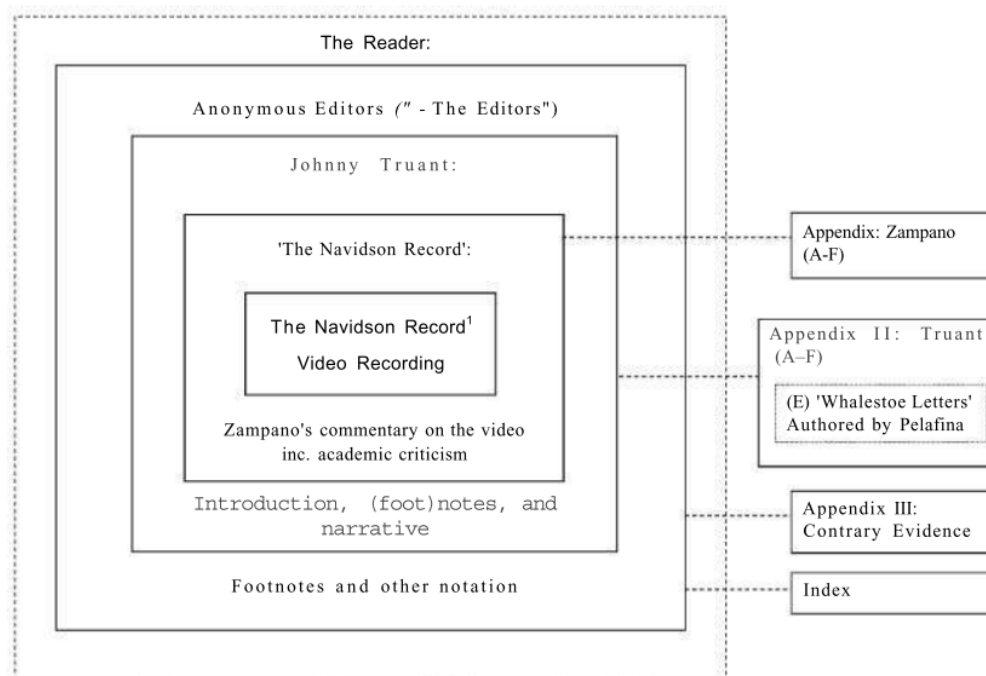 The Reader:
Anonymous Editors (" - The Editors")
Johnny Truant:
'The Navidson Record':
The Navidson Record¹
Video Recording
Zampano's commentary on the video
inc. academic criticism
Introduction, (foot)notes, and
narrative
Footnotes and other notation
Appendix: Zampano
(A-F)
Appendix II: Truant
(A–F)
(E) 'Whalestoe Letters'
Authored by Pelafina
Appendix III:
Contrary Evidence
Index